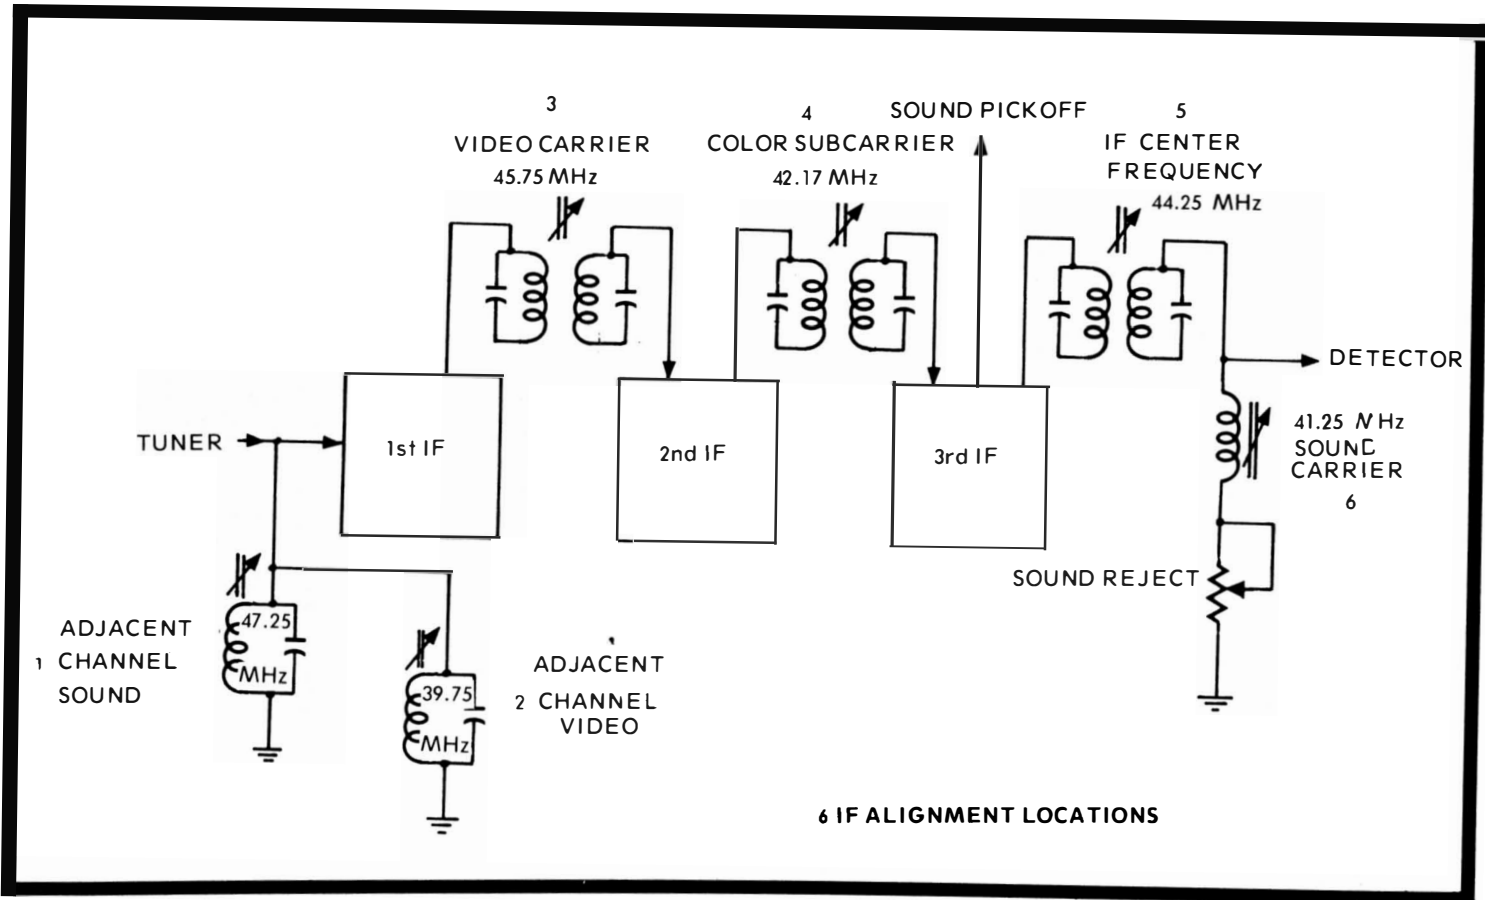 3
VIDEO CARRIER
45.75 MHz
4
COLOR SUBCARRIER
42.17 MHz
SOUND PICKOFF
5
IF CENTER
FREQUENCY
44.25 MHz
TUNER
1st IF
2nd IF
3rd IF
DETECTOR
41.25 MHz
SOUND
CARRIER
6
SOUND REJECT
47.25
MHz
ADJACENT
1 CHANNEL
SOUND
39.75
MHz
ADJACENT
2 CHANNEL
VIDEO
6 IF ALIGNMENT LOCATIONS